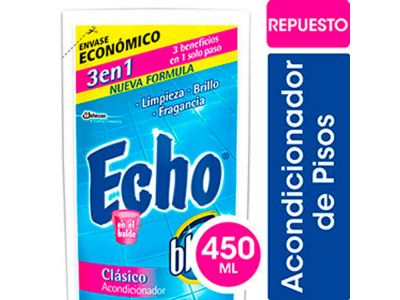 ENVASE
ECONÓMICO
3en1
3 beneficios
en 1 solo paso
NUEVA FORMULA
• Limpieza • Brillo
• Fragancia
Echo®
en el
balde
Clásico
Acondicionador
450
ML
REPUESTO
Acondicionador
de Pisos